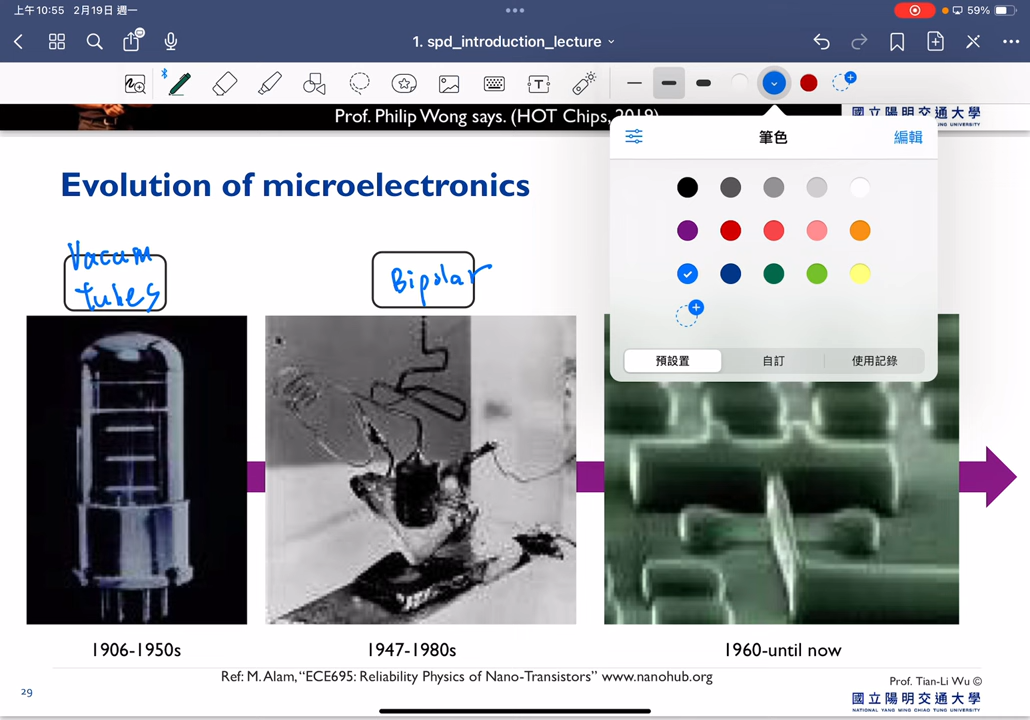 上午10:55 2月19日 週一
59%
1. spd_introduction_lecture
T
Prof. Philip Wong says. (HOT Chips, 2018)
國立陽明交通大學
筆色
編輯
Evolution of microelectronics
Vacam
tubes
Bipolar
預設置
自訂
使用記錄
1906-1950s
1947-1980s
1960-until now
Ref: M. Alam, “ECE695: Reliability Physics of Nano-Transistors” www.nanohub.org
29
Prof. Tian-Li Wu ©
國立陽明交通大學
NATIONAL YANG MING CHIAO TUNG UNIVERSITY